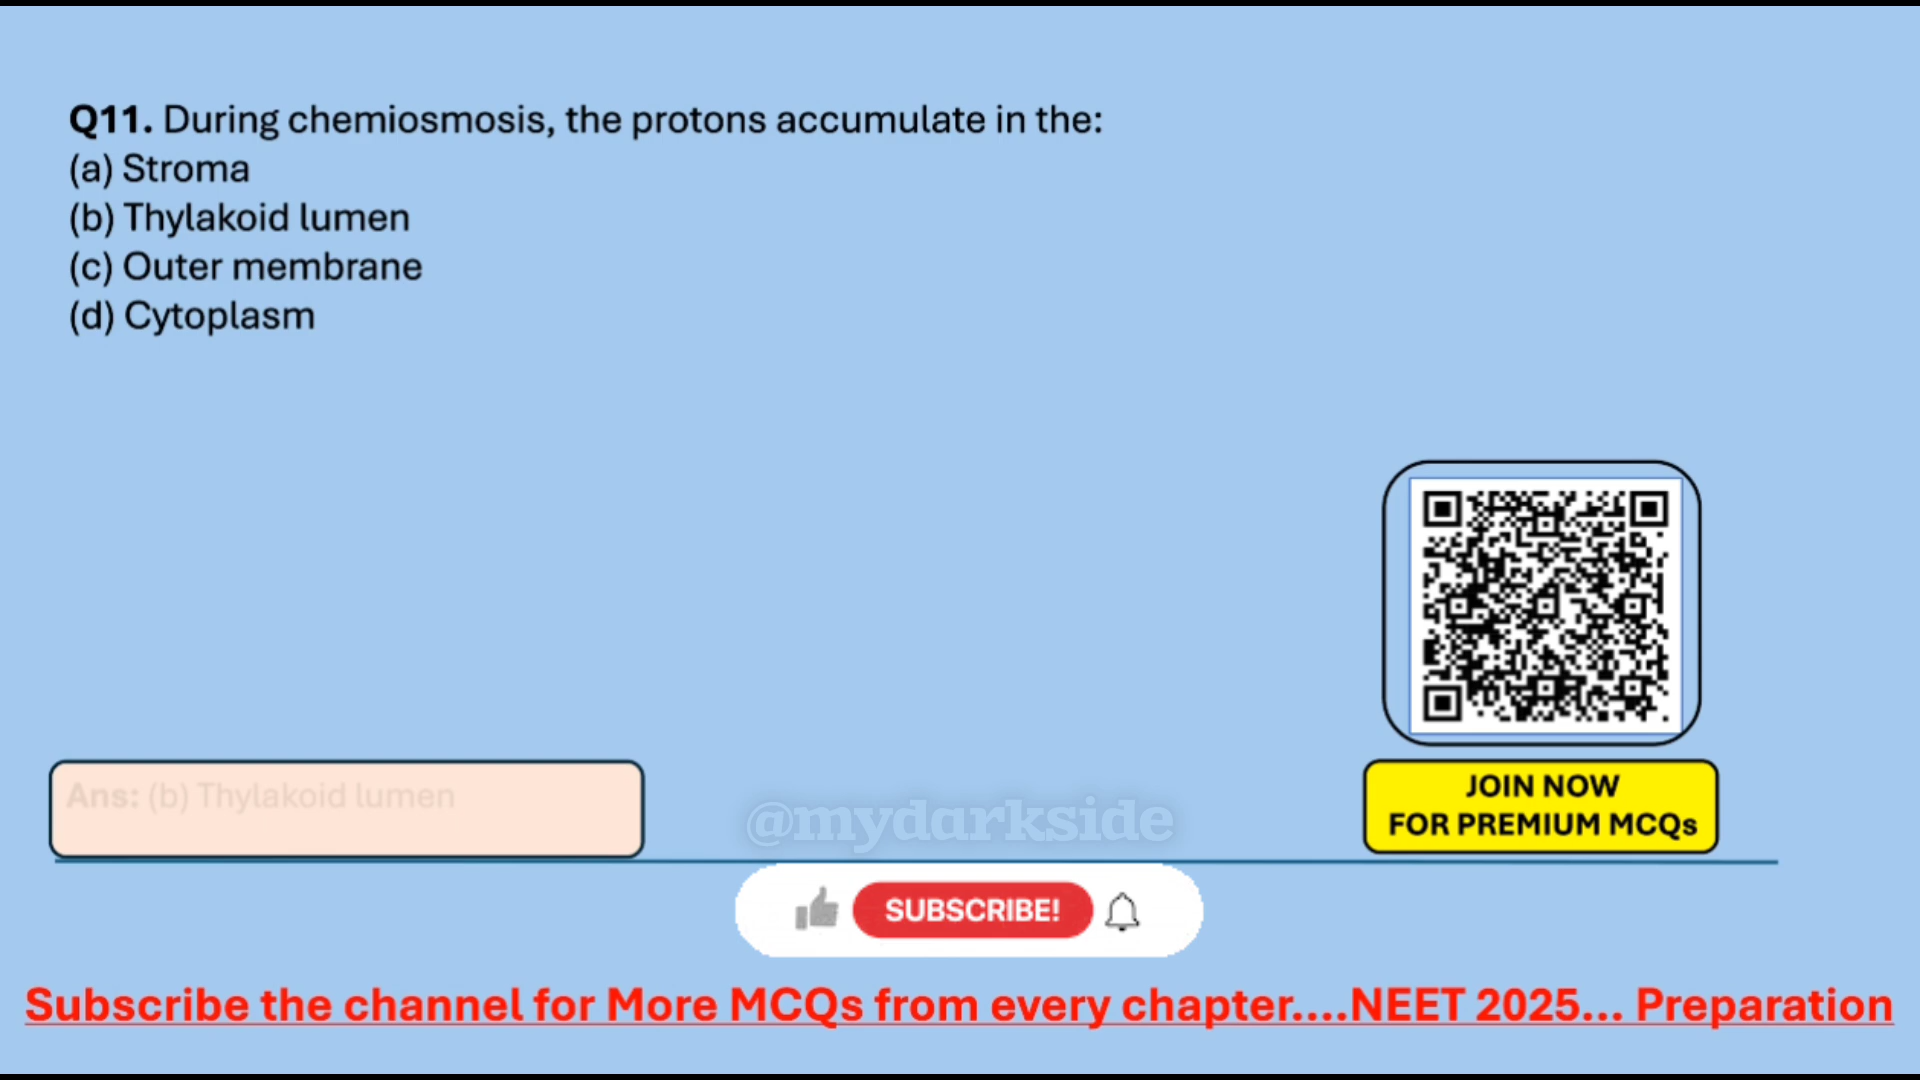 Q11. During chemiosmosis, the protons accumulate in the:
(a) Stroma
(b) Thylakoid lumen
(c) Outer membrane
(d) Cytoplasm
Ans: (b) Thylakoid lumen
@mydarkside
JOIN NOW
FOR PREMIUM MCQs
SUBSCRIBE!
Subscribe the channel for More MCQs from every chapter....NEET 2025... Preparation